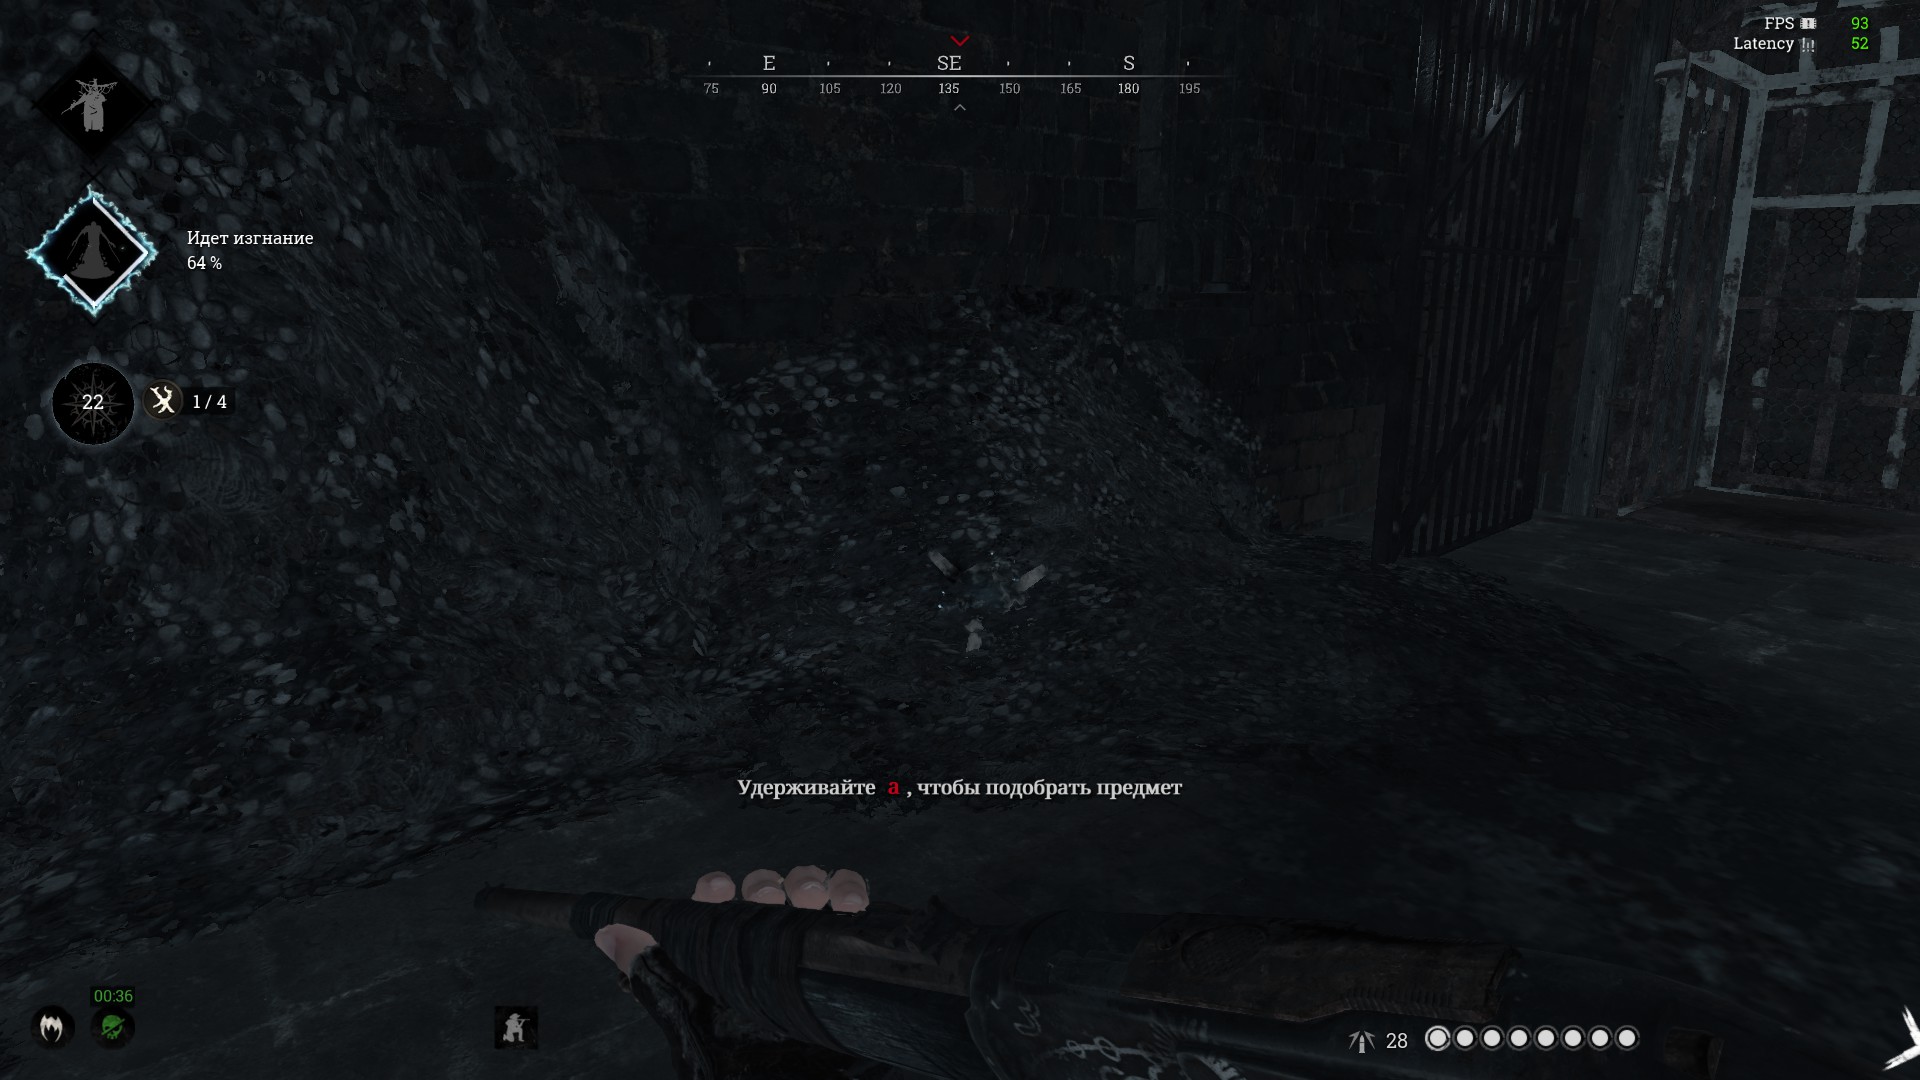 FPS 93
Latency 52
E SE S
75 90 105 120 135 150 165 180 195
Идет изгнание
64 %
22 1 / 4
Удерживайте a , чтобы подобрать предмет
00:36
28